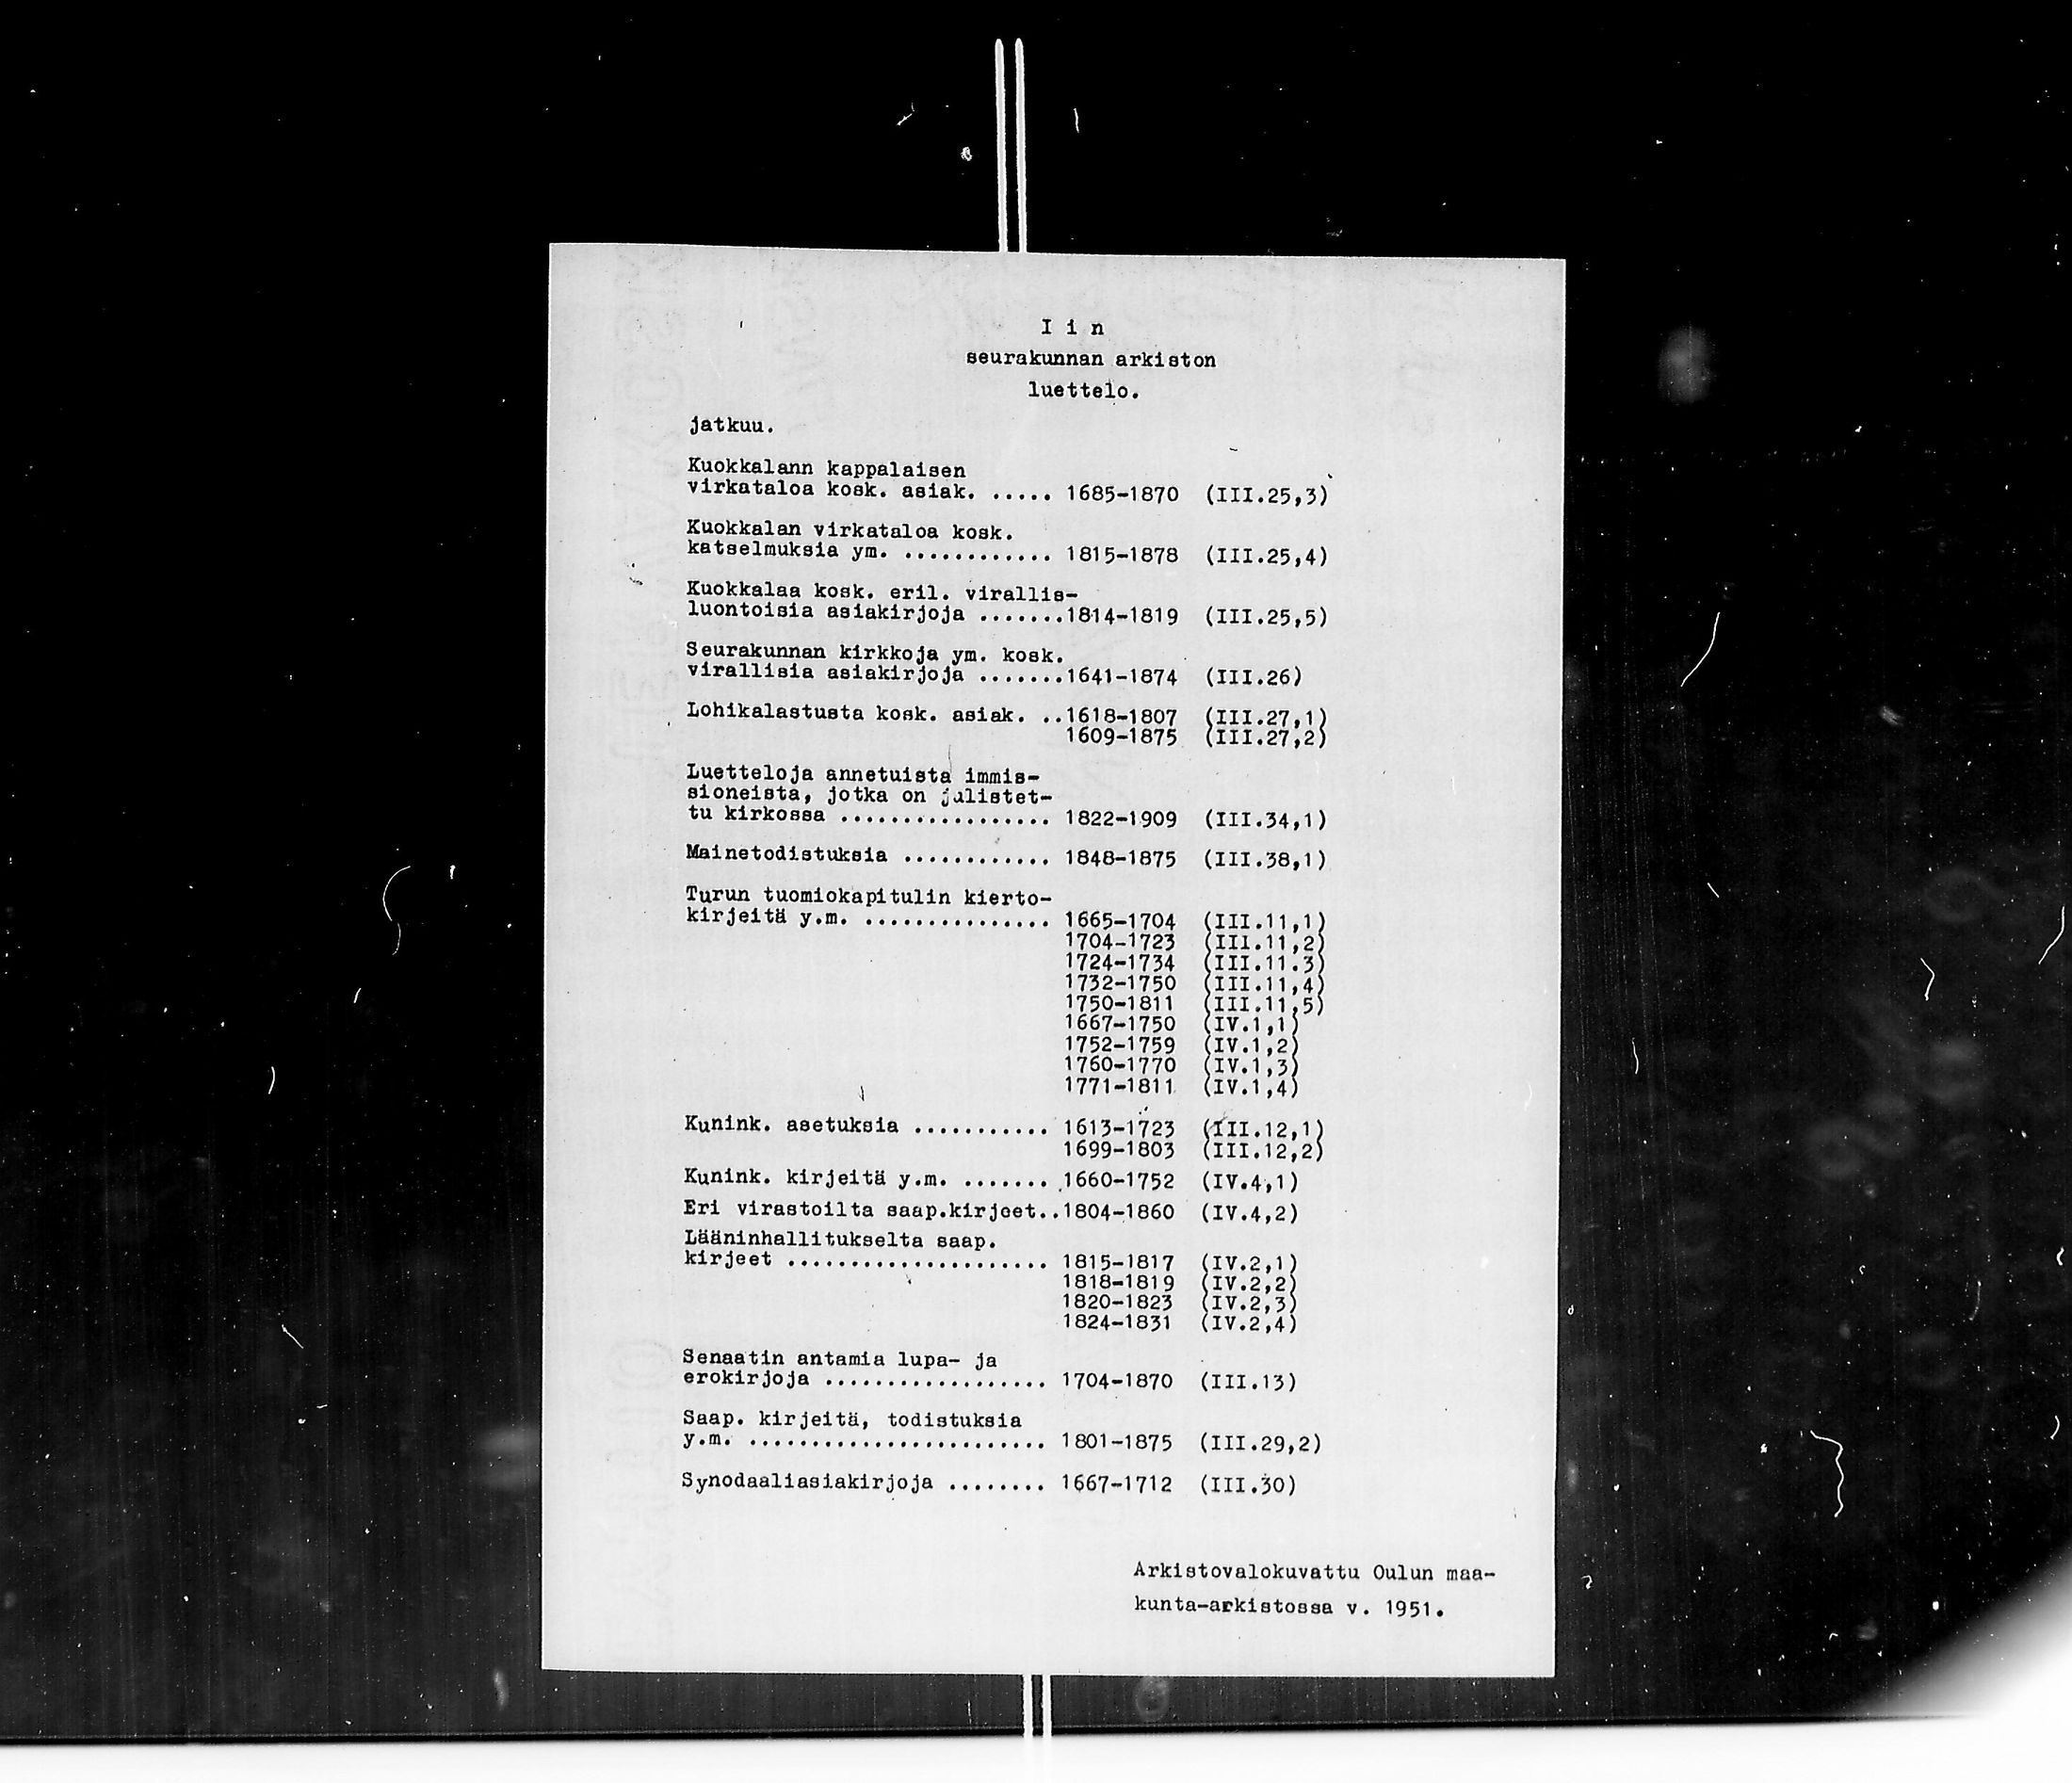 I i n
seurakunnan arkiston
luettelo.
jatkuu.
Kuokkalann kappalaisen
virkataloa kosk. asiak. ..... 1685-1870 (III.25,3)
Kuokkalan virkataloa kosk.
katselmuksia ym. ............ 1815-1878 (III.25,4)
Kuokkalaa kosk. eril. virallis-
luontoisia asiakirjoja .......1814-1819 (III.25,5)
Seurakunnan kirkkoja ym. kosk.
virallisia asiakirjoja .......1641-1874 (III.26)
Lohikalastusta kosk. asiak. ..1618-1807 (III.27,1)
1609-1875 (III.27,2)
Luetteloja annetuista immis-
sioneista, jotka on julistet-
tu kirkossa ................. 1822-1909 (III.34,1)
Mainetodistuksia ............ 1848-1875 (III.38,1)
Turun tuomiokapitulin kierto-
kirjeitä y.m. ............... 1665-1704 (III.11,1)
1704-1723 (III.11,2)
1724-1734 (III.11.3)
1732-1750 (III.11,4)
1750-1811 (III.11,5)
1667-1750 (IV.1,1)
1752-1759 (IV.1,2)
1760-1770 (IV.1,3)
1771-1811 (IV.1,4)
Kunink. asetuksia ........... 1613-1723 (III.12,1)
1699-1803 (III.12,2)
Kunink. kirjeitä y.m. ....... 1660-1752 (IV.4,1)
Eri virastoilta saap.kirjeet..1804-1860 (IV.4,2)
Lääninhallitukselta saap.
kirjeet ..................... 1815-1817 (IV.2,1)
1818-1819 (IV.2,2)
1820-1823 (IV.2,3)
1824-1831 (IV.2,4)
Senaatin antamia lupa- ja
erokirjoja .................. 1704-1870 (III.13)
Saap. kirjeitä, todistuksia
y.m. ........................ 1801-1875 (III.29,2)
Synodaaliasiakirjoja ........ 1667-1712 (III.30)
Arkistovalokuvattu Oulun maa-
kunta-arkistossa v. 1951.